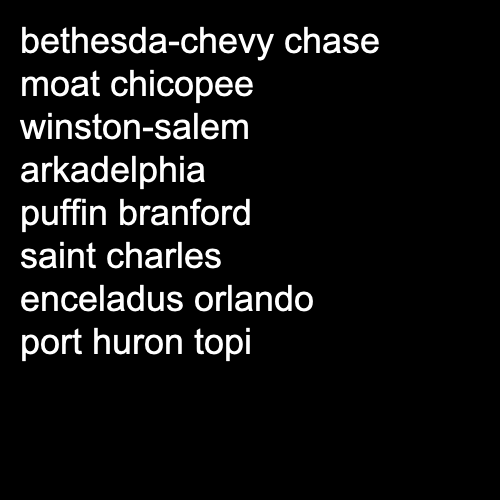 bethesda-chevy chase
moat chicopee
winston-salem
arkadelphia
puffin branford
saint charles
enceladus orlando
port huron topi